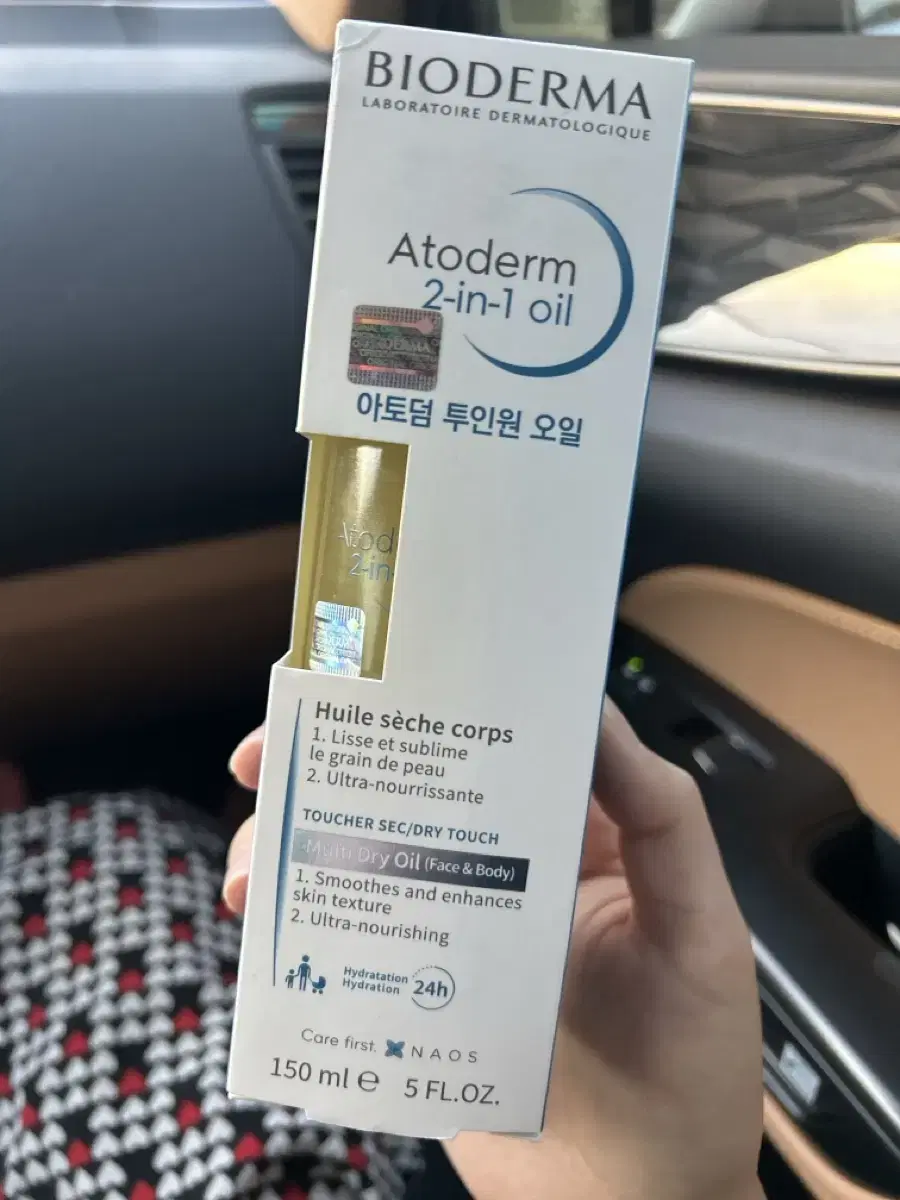 BIODERMA
LABORATOIRE DERMATOLOGIQUE
Atoderm
2-in-1 oil
아토덤 투인원 오일
Atod
2-in
Huile sèche corps
1. Lisse et sublime
le grain de peau
2. Ultra-nourrissante
TOUCHER SEC/DRY TOUCH
Multi Dry Oil (Face & Body)
1. Smoothes and enhances
skin texture
2. Ultra-nourishing
Hydratation
Hydration
24h
Care first.
NAOS
150 ml ℮ 5 FL.OZ.